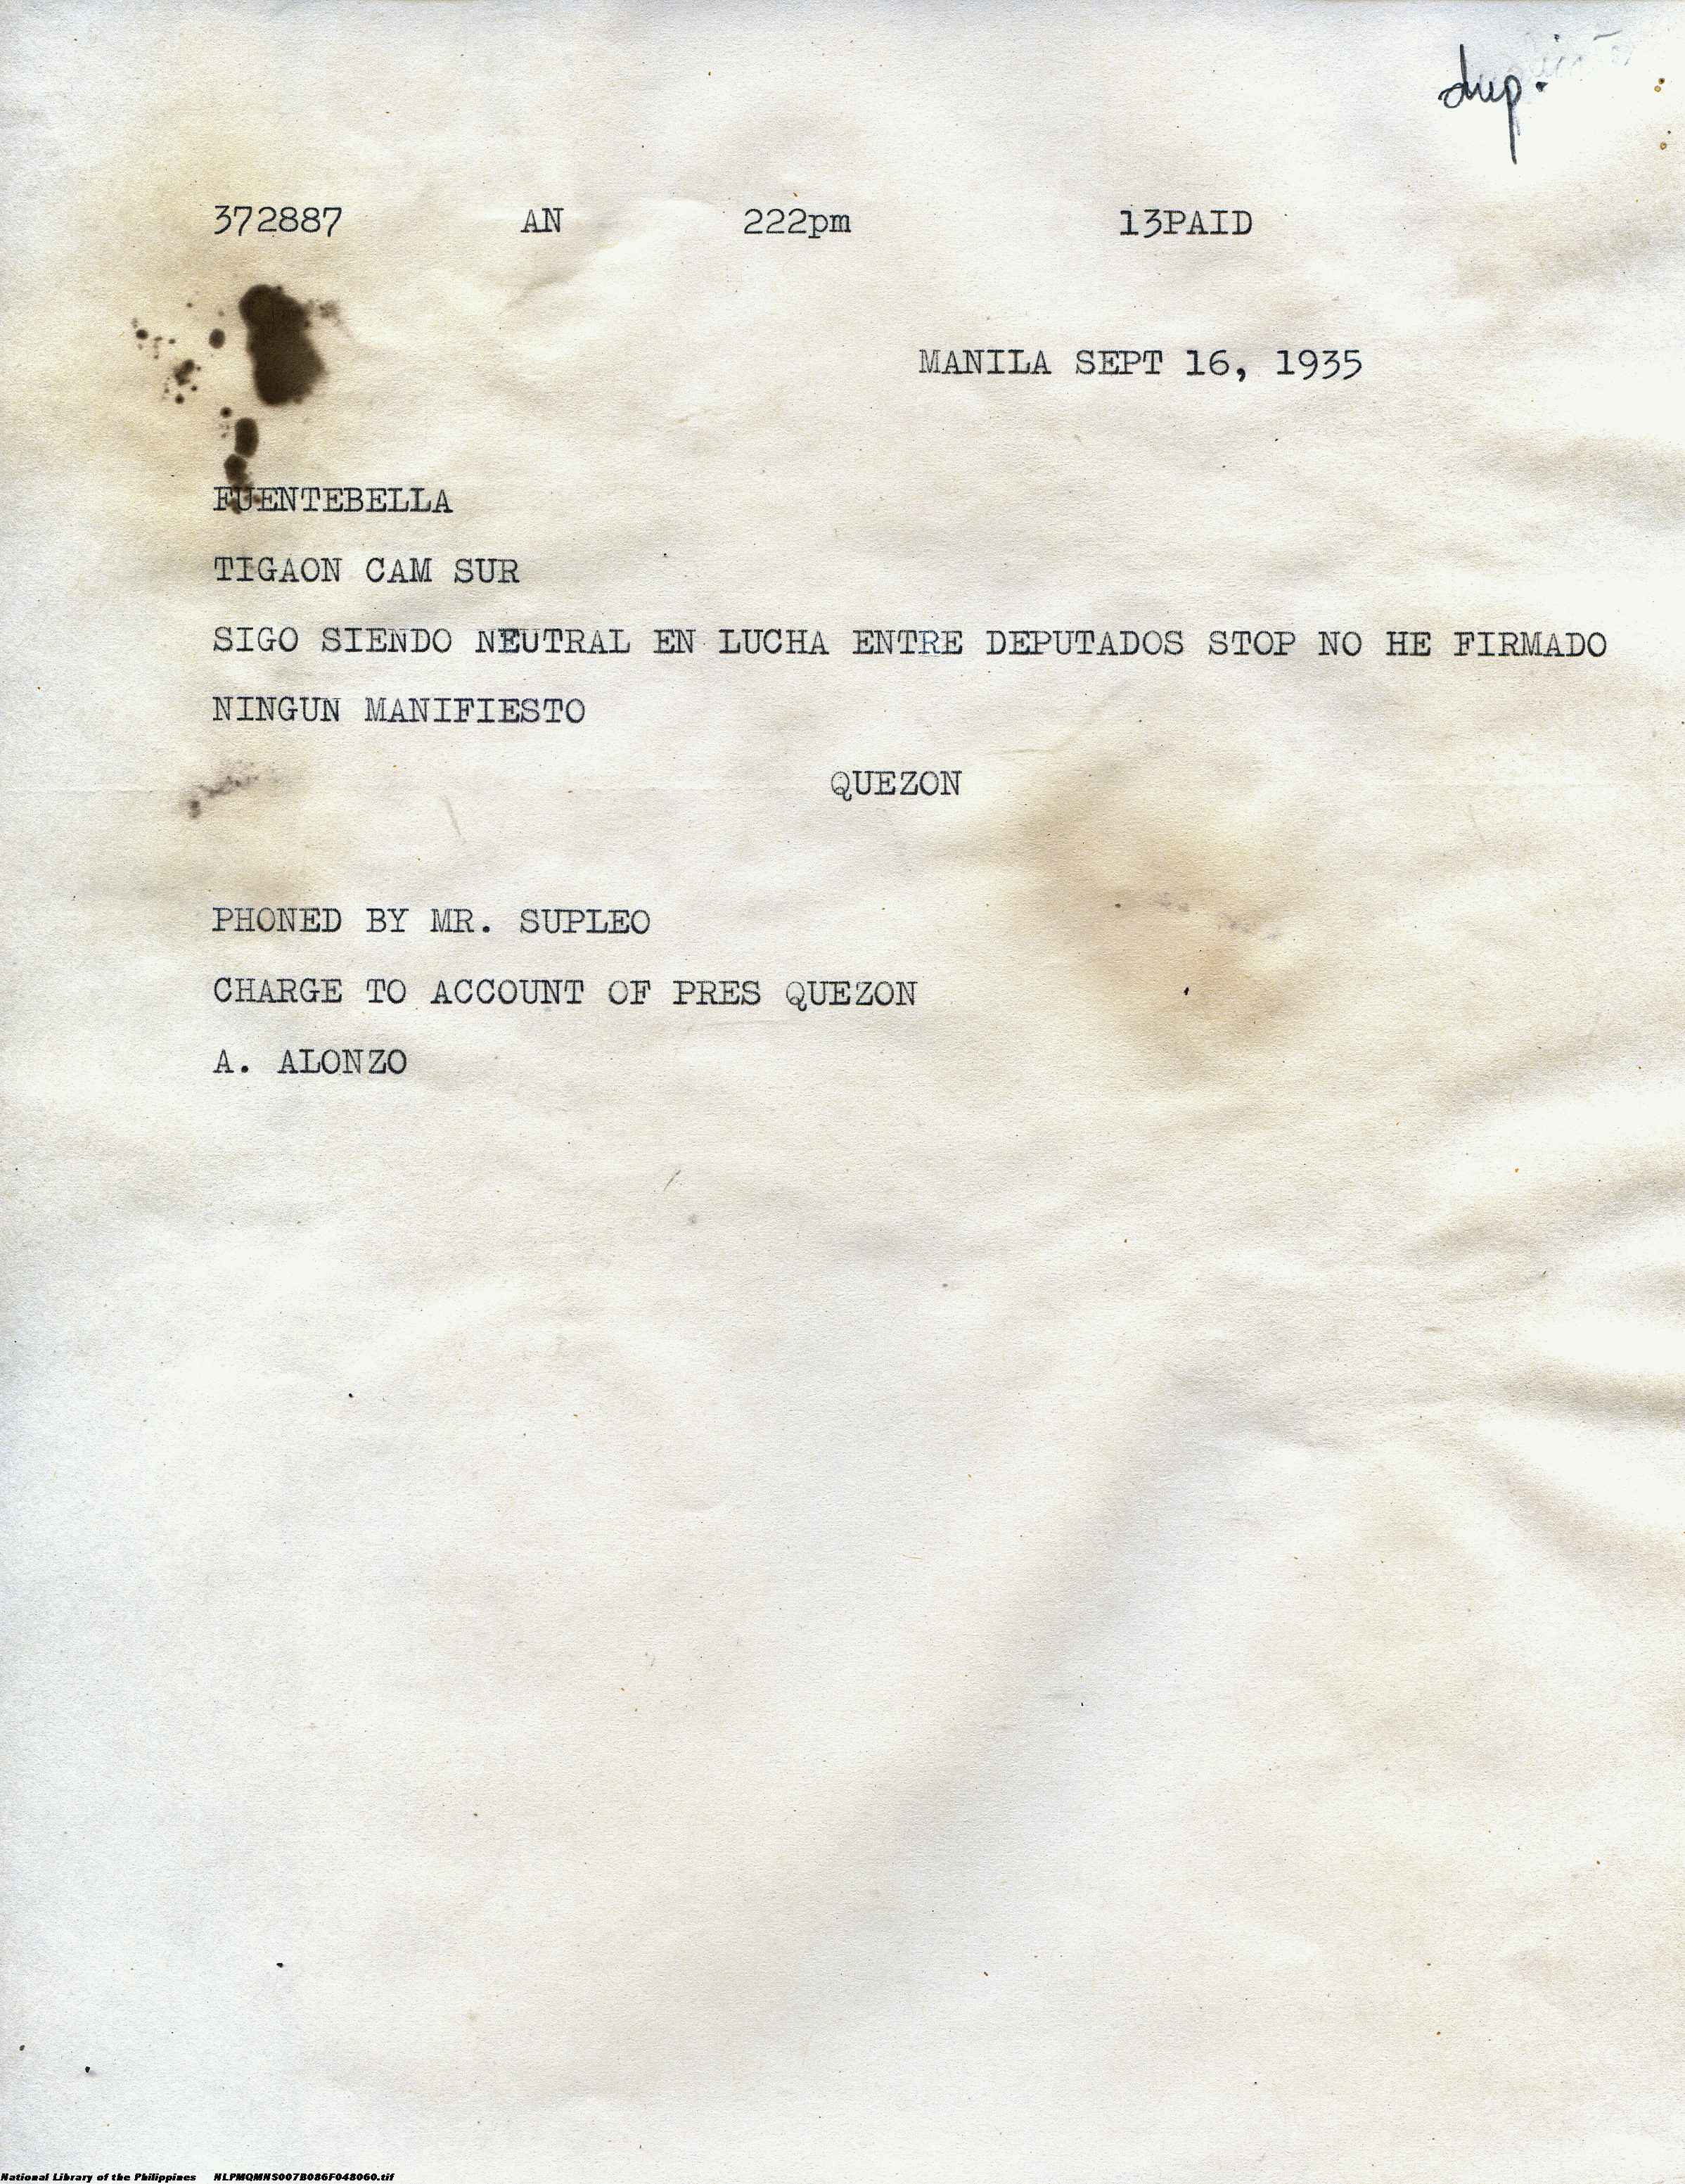 dup.
372887 AN 222pm 13PAID
MANILA SEPT 16, 1935
FUENTEBELLA
TIGAON CAM SUR
SIGO SIENDO NEUTRAL EN LUCHA ENTRE DEPUTADOS STOP NO HE FIRMADO
NINGUN MANIFIESTO
QUEZON
PHONED BY MR. SUPLEO
CHARGE TO ACCOUNT OF PRES QUEZON
A. ALONZO
National Library of the Philippines NLPMQMNS007B086F048060.tif